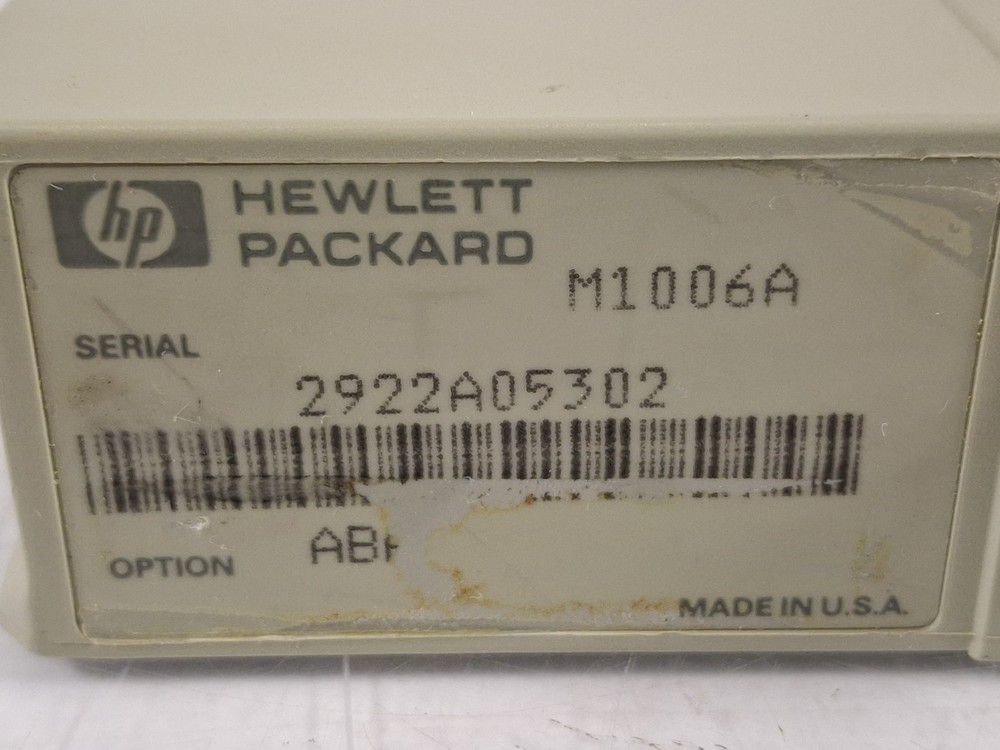 hp HEWLETT
PACKARD
M1006A
SERIAL
2922A05302
OPTION
MADE IN U.S.A.